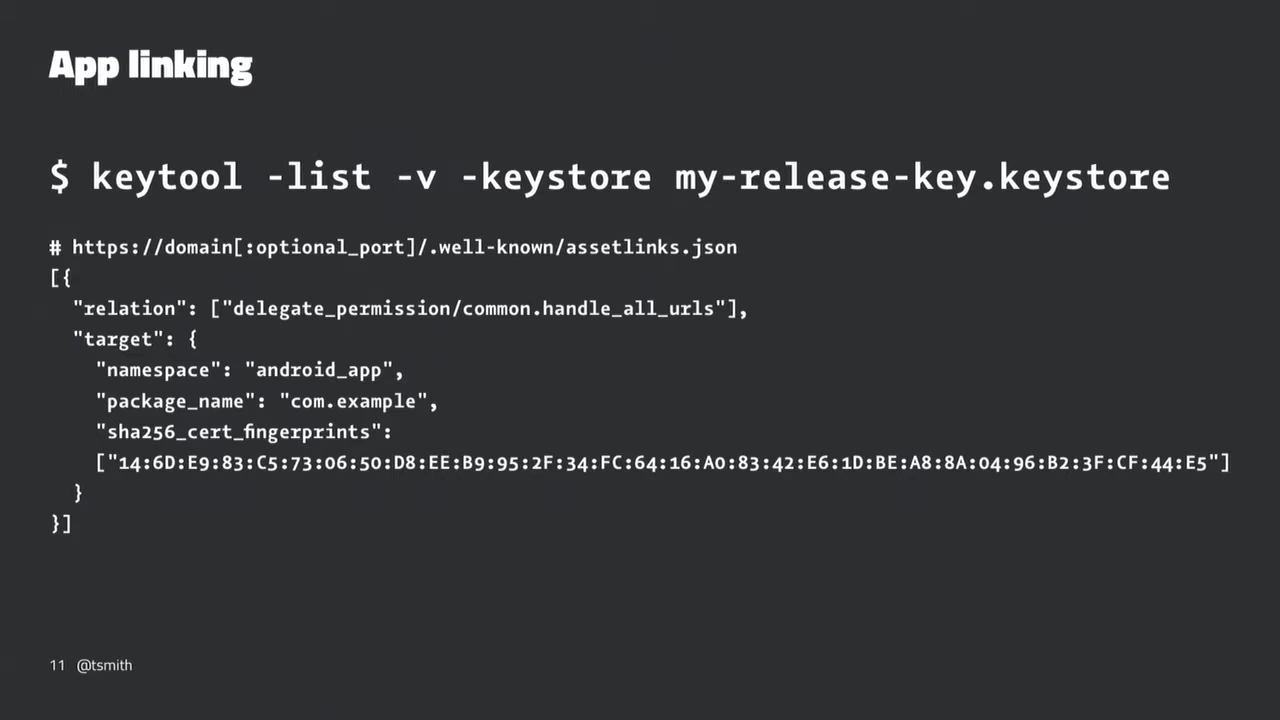 App linking
$ keytool -list -v -keystore my-release-key.keystore
# https://domain[:optional_port]/.well-known/assetlinks.json
[{
  "relation": ["delegate_permission/common.handle_all_urls"],
  "target": {
    "namespace": "android_app",
    "package_name": "com.example",
    "sha256_cert_fingerprints":
    ["14:6D:E9:83:C5:73:06:50:D8:EE:B9:95:2F:34:FC:64:16:A0:83:42:E6:1D:BE:A8:8A:04:96:B2:3F:CF:44:E5"]
  }
}]
11 @tsmith